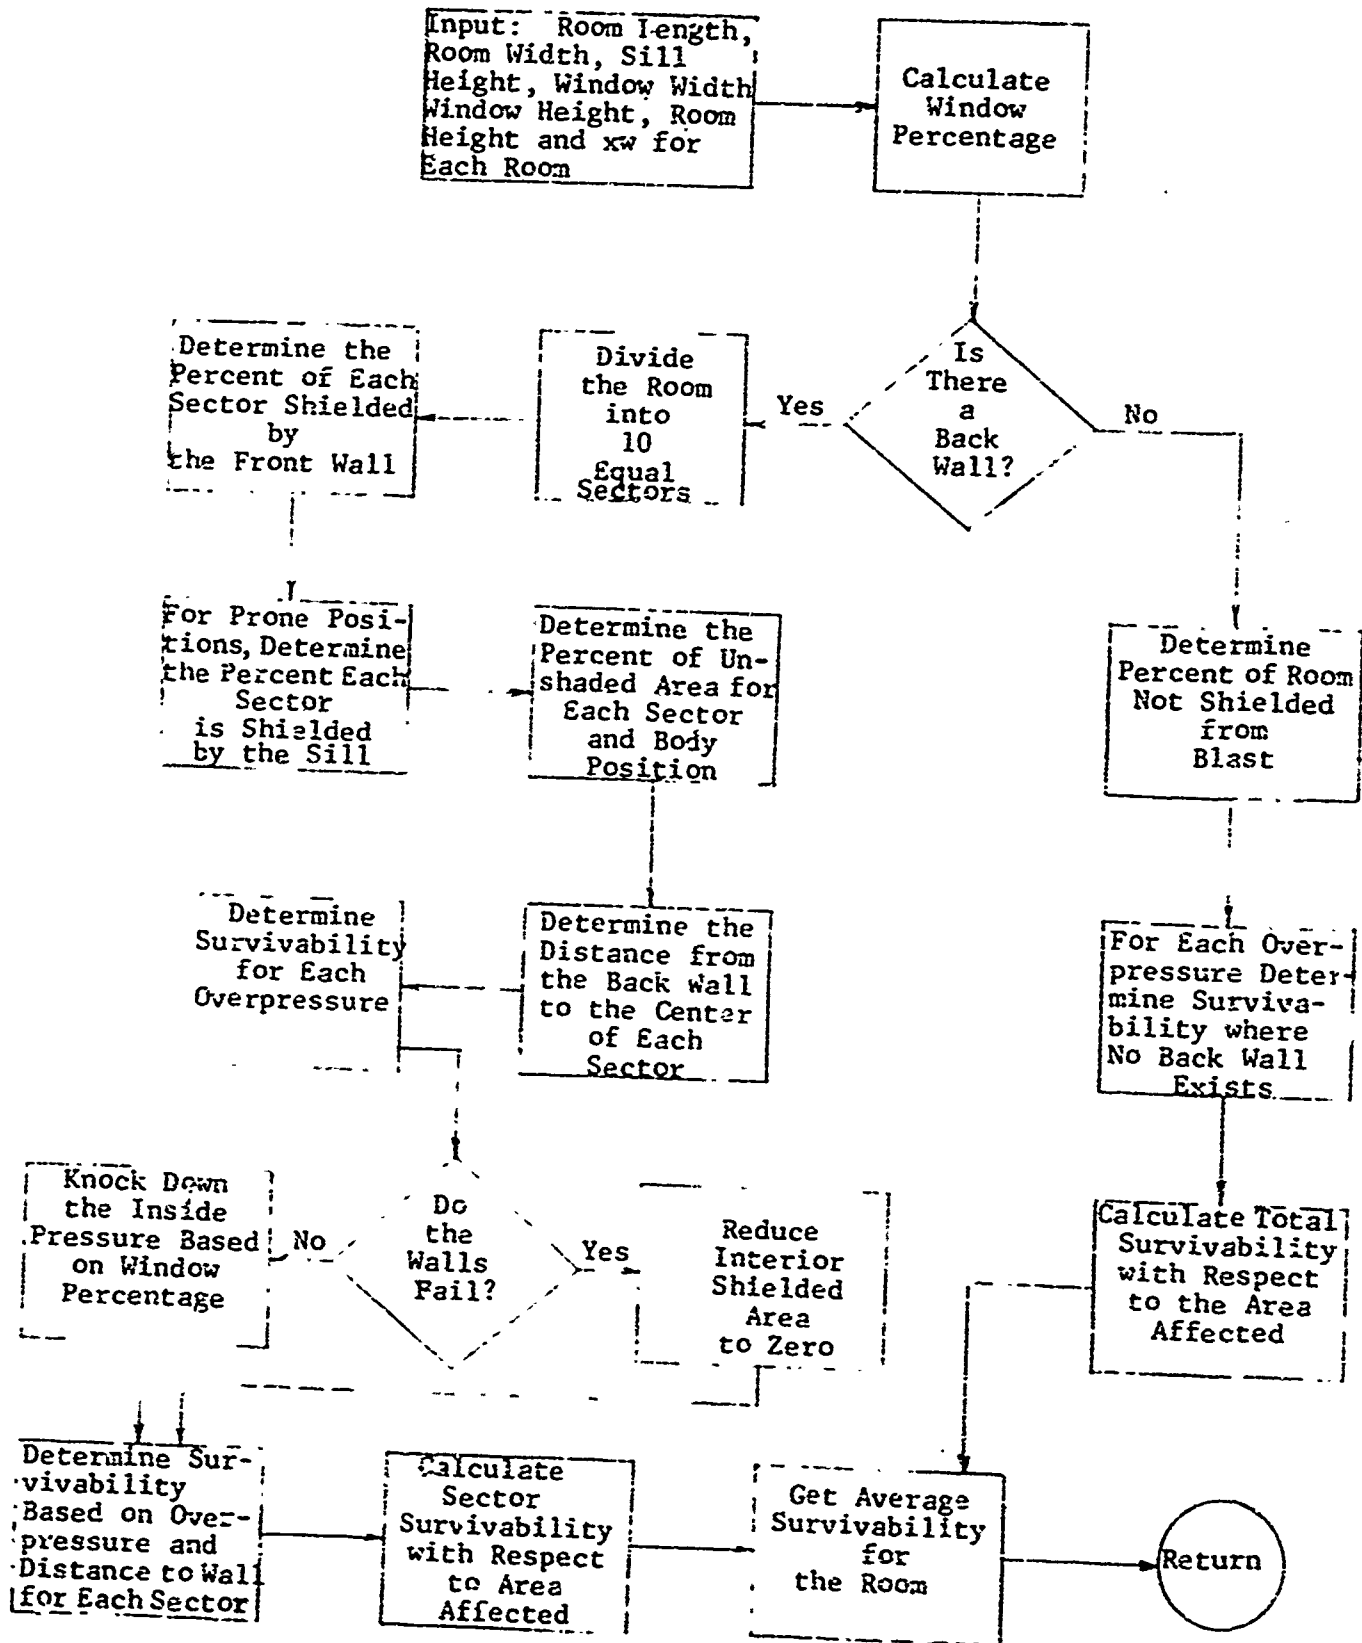 Input: Room Length,
Room Width, Sill
Height, Window Width
Window Height, Room
Height and xw for
Each Room
Calculate
Window
Percentage
Is
There
a
Back
Wall?
Yes
No
Divide
the Room
into
10
Equal
Sectors
Determine the
Percent of Each
Sector Shielded
by
the Front Wall
For Prone Posi-
tions, Determine
the Percent Each
Sector
is Shielded
by the Sill
Determine the
Percent of Un-
shaded Area for
Each Sector
and Body
Position
Determine
Percent of Room
Not Shielded
from
Blast
Determine
Survivability
for Each
Overpressure
Determine the
Distance from
the Back Wall
to the Center
of Each
Sector
For Each Over-
pressure Deter-
mine Surviva-
bility where
No Back Wall
Exists
Knock Down
the Inside
Pressure Based
on Window
Percentage
No
Do
the
Walls
Fail?
Yes
Reduce
Interior
Shielded
Area
to Zero
Calculate Total
Survivability
with Respect
to the Area
Affected
Determine Sur-
vivability
Based on Over-
pressure and
Distance to Wall
for Each Sector
Calculate
Sector
Survivability
with Respect
to Area
Affected
Get Average
Survivability
for
the Room
Return